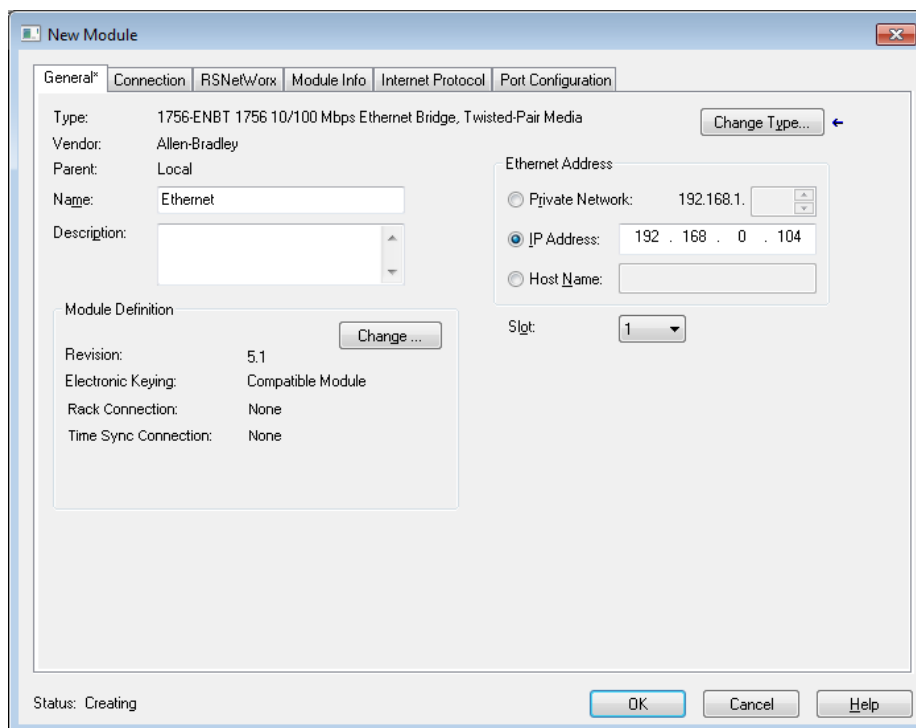 New Module
General* Connection RSNetWorx Module Info Internet Protocol Port Configuration
Type: 1756-ENBT 1756 10/100 Mbps Ethernet Bridge, Twisted-Pair Media Change Type...
Vendor: Allen-Bradley
Parent: Local
Ethernet Address
Name: Ethernet
Private Network: 192.168.1.
Description:
IP Address: 192 . 168 . 0 . 104
Host Name:
Module Definition
Slot: 1
Change ...
Revision: 5.1
Electronic Keying: Compatible Module
Rack Connection: None
Time Sync Connection: None
Status: Creating OK Cancel Help